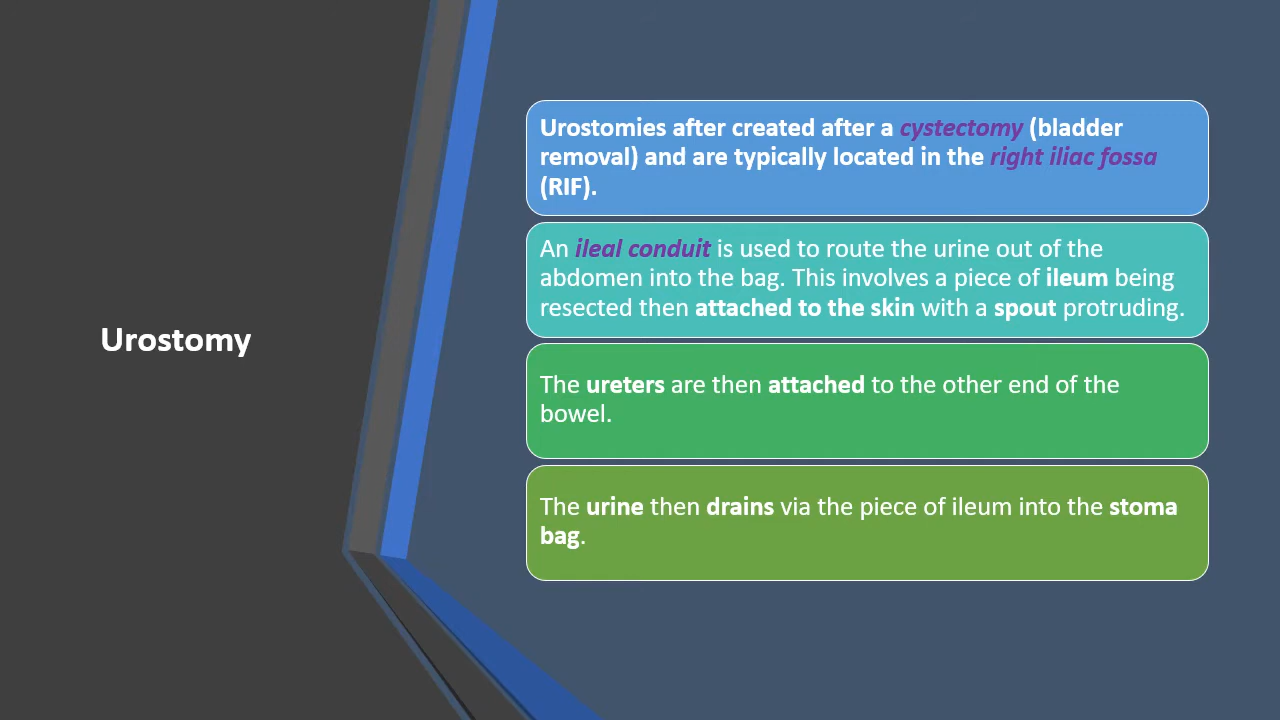 Urostomy
Urostomies after created after a cystectomy (bladder
removal) and are typically located in the right iliac fossa
(RIF).
An ileal conduit is used to route the urine out of the
abdomen into the bag. This involves a piece of ileum being
resected then attached to the skin with a spout protruding.
The ureters are then attached to the other end of the
bowel.
The urine then drains via the piece of ileum into the stoma
bag.